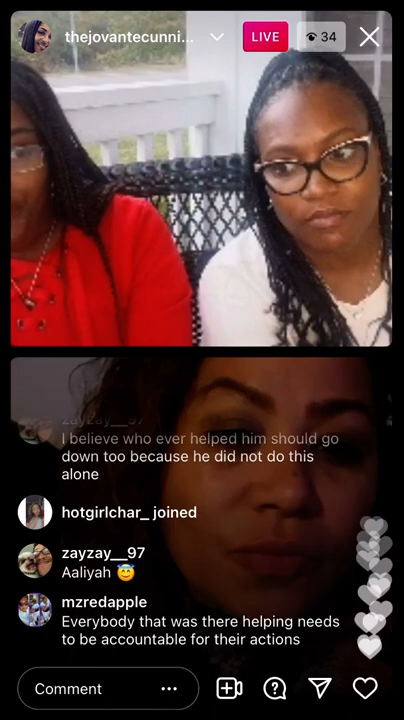 thejovantecunni...
LIVE
34
zayzay__97
I believe who ever helped him should go
down too because he did not do this
alone
hotgirlchar_ joined
zayzay__97
Aaliyah 😇
mzredapple
Everybody that was there helping needs
to be accountable for their actions
Comment